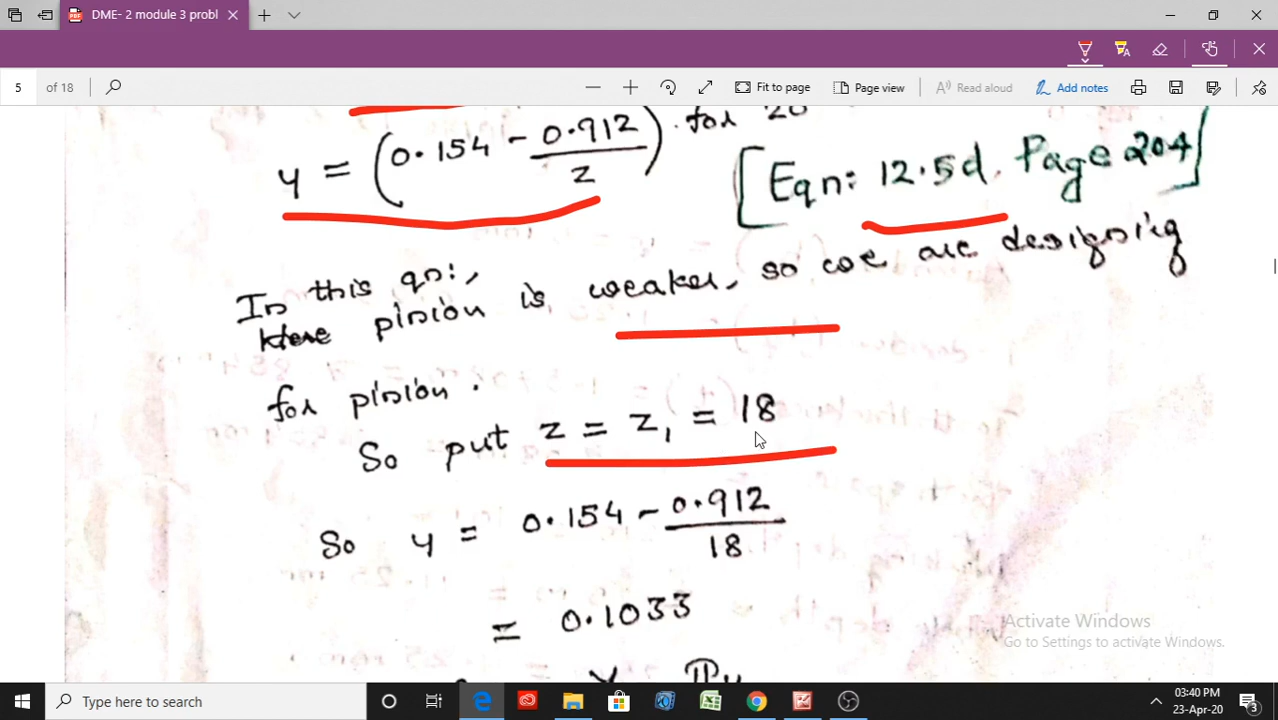 DME- 2 module 3 probl
5 of 18
Fit to page
Page view
Read aloud
Add notes
y = (0.154 - 0.912/z) for 20
[Eqn: 12.5d. Page 204]
In this qn:,
Here pinion is weaker, so we are designing
for pinion.
So put z = z₁ = 18
So y = 0.154 - 0.912/18
= 0.1033
Y πy
Activate Windows
Go to Settings to activate Windows.
Type here to search
03:40 PM
23-Apr-20
3